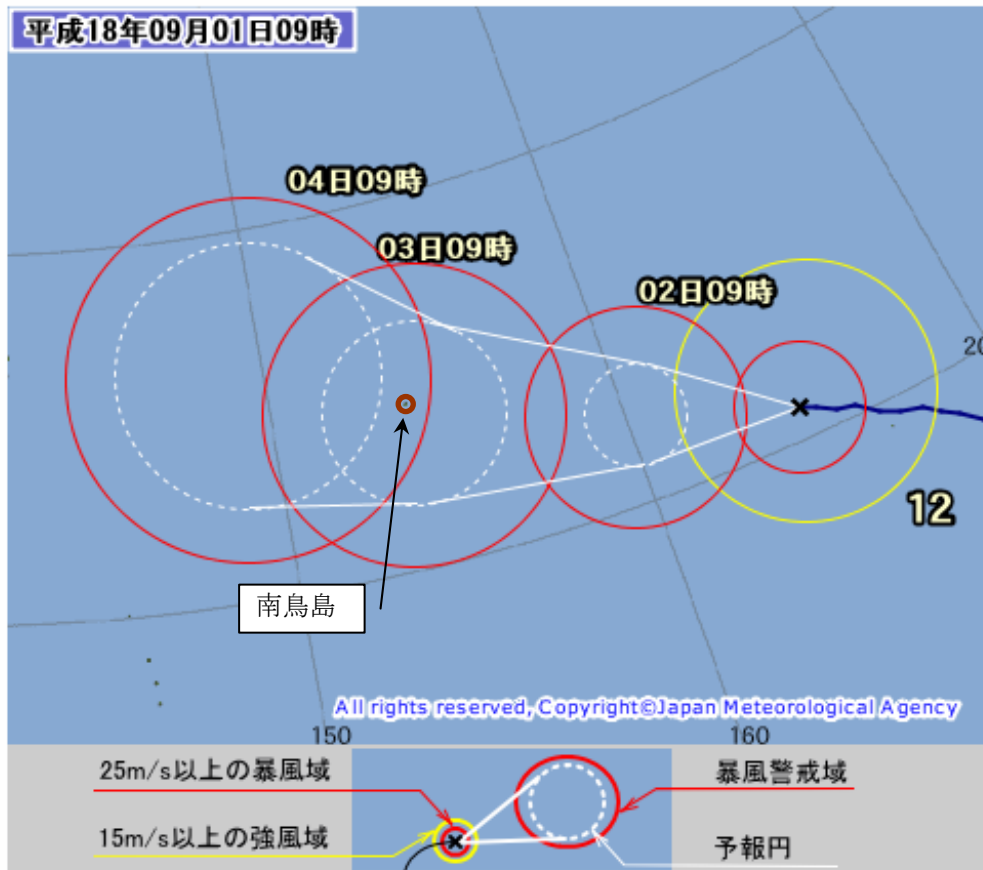 平成18年09月01日09時
04日09時
03日09時
02日09時
20
12
南鳥島
All rights reserved, Copyright©Japan Meteorological Agency
150
160
25m/s以上の暴風域
暴風警戒域
15m/s以上の強風域
予報円